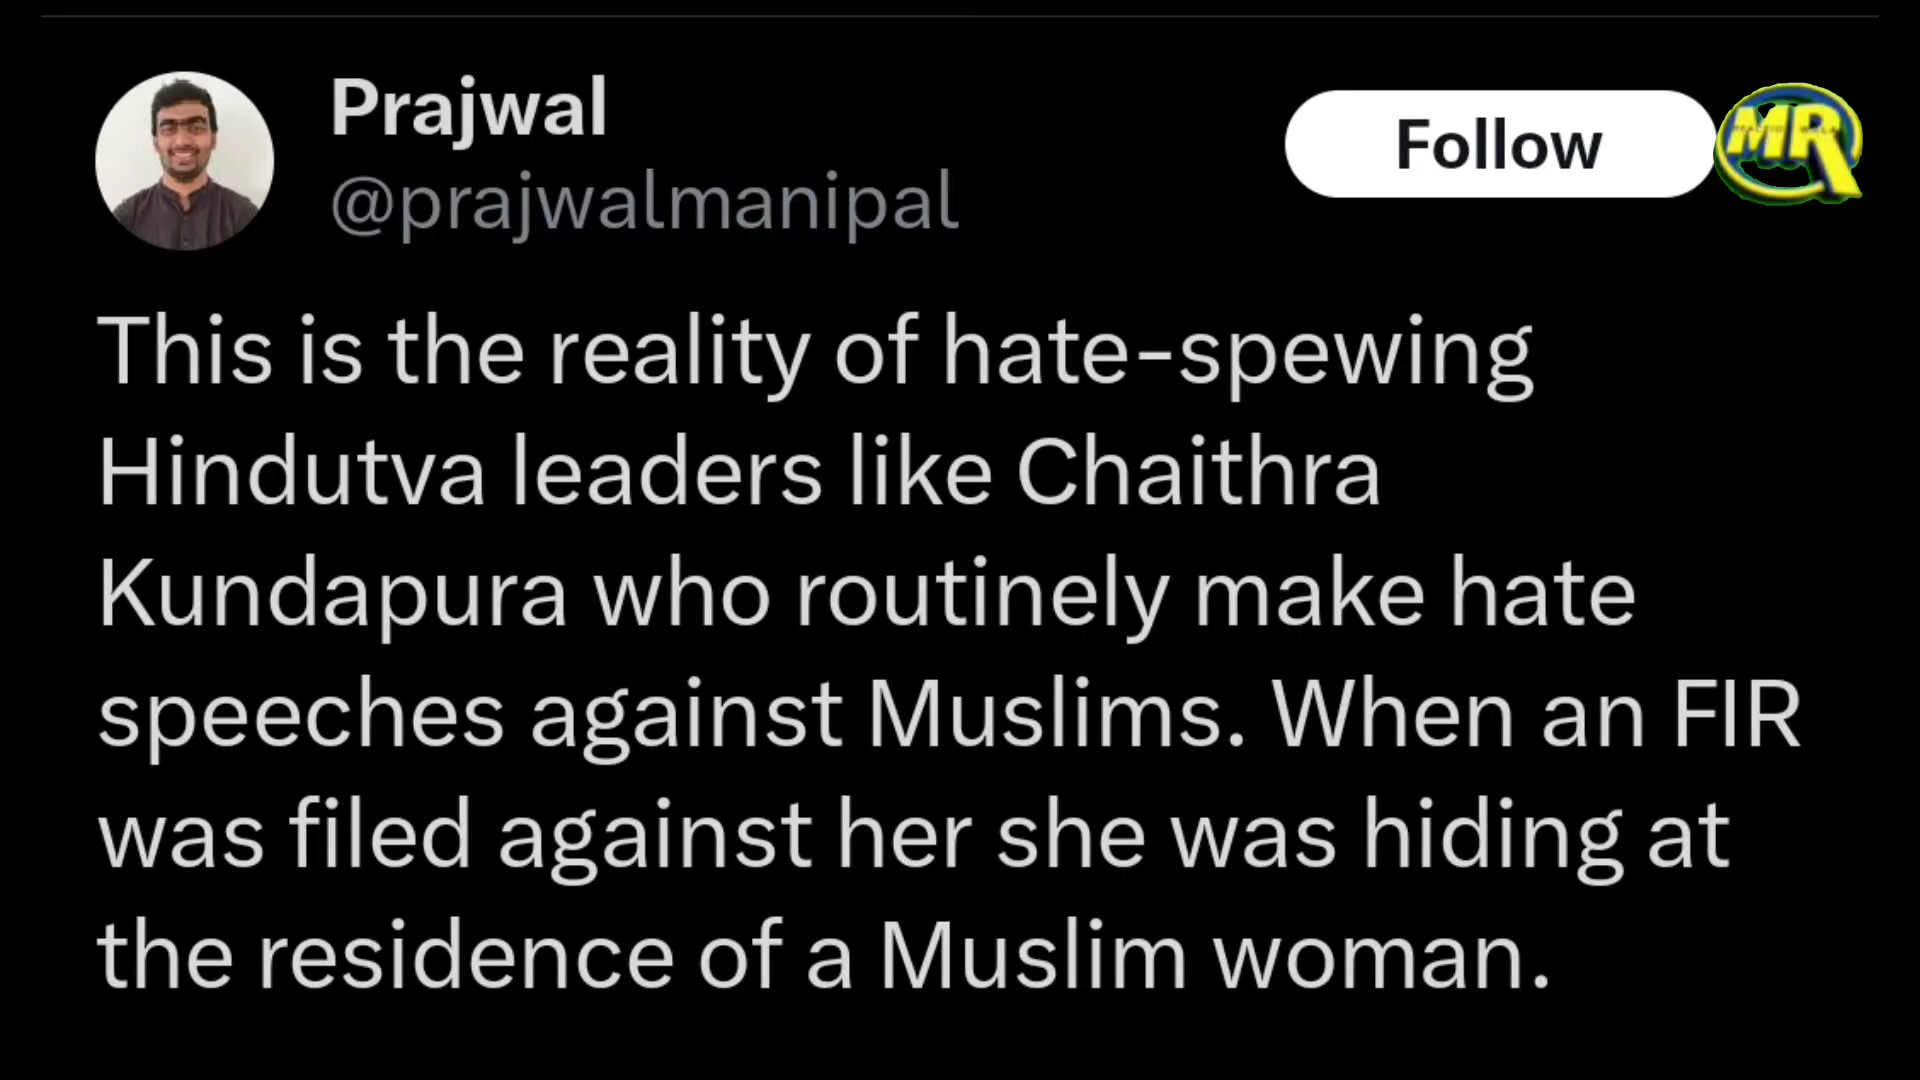 Prajwal
@prajwalmanipal
Follow
MR
This is the reality of hate-spewing
Hindutva leaders like Chaithra
Kundapura who routinely make hate
speeches against Muslims. When an FIR
was filed against her she was hiding at
the residence of a Muslim woman.